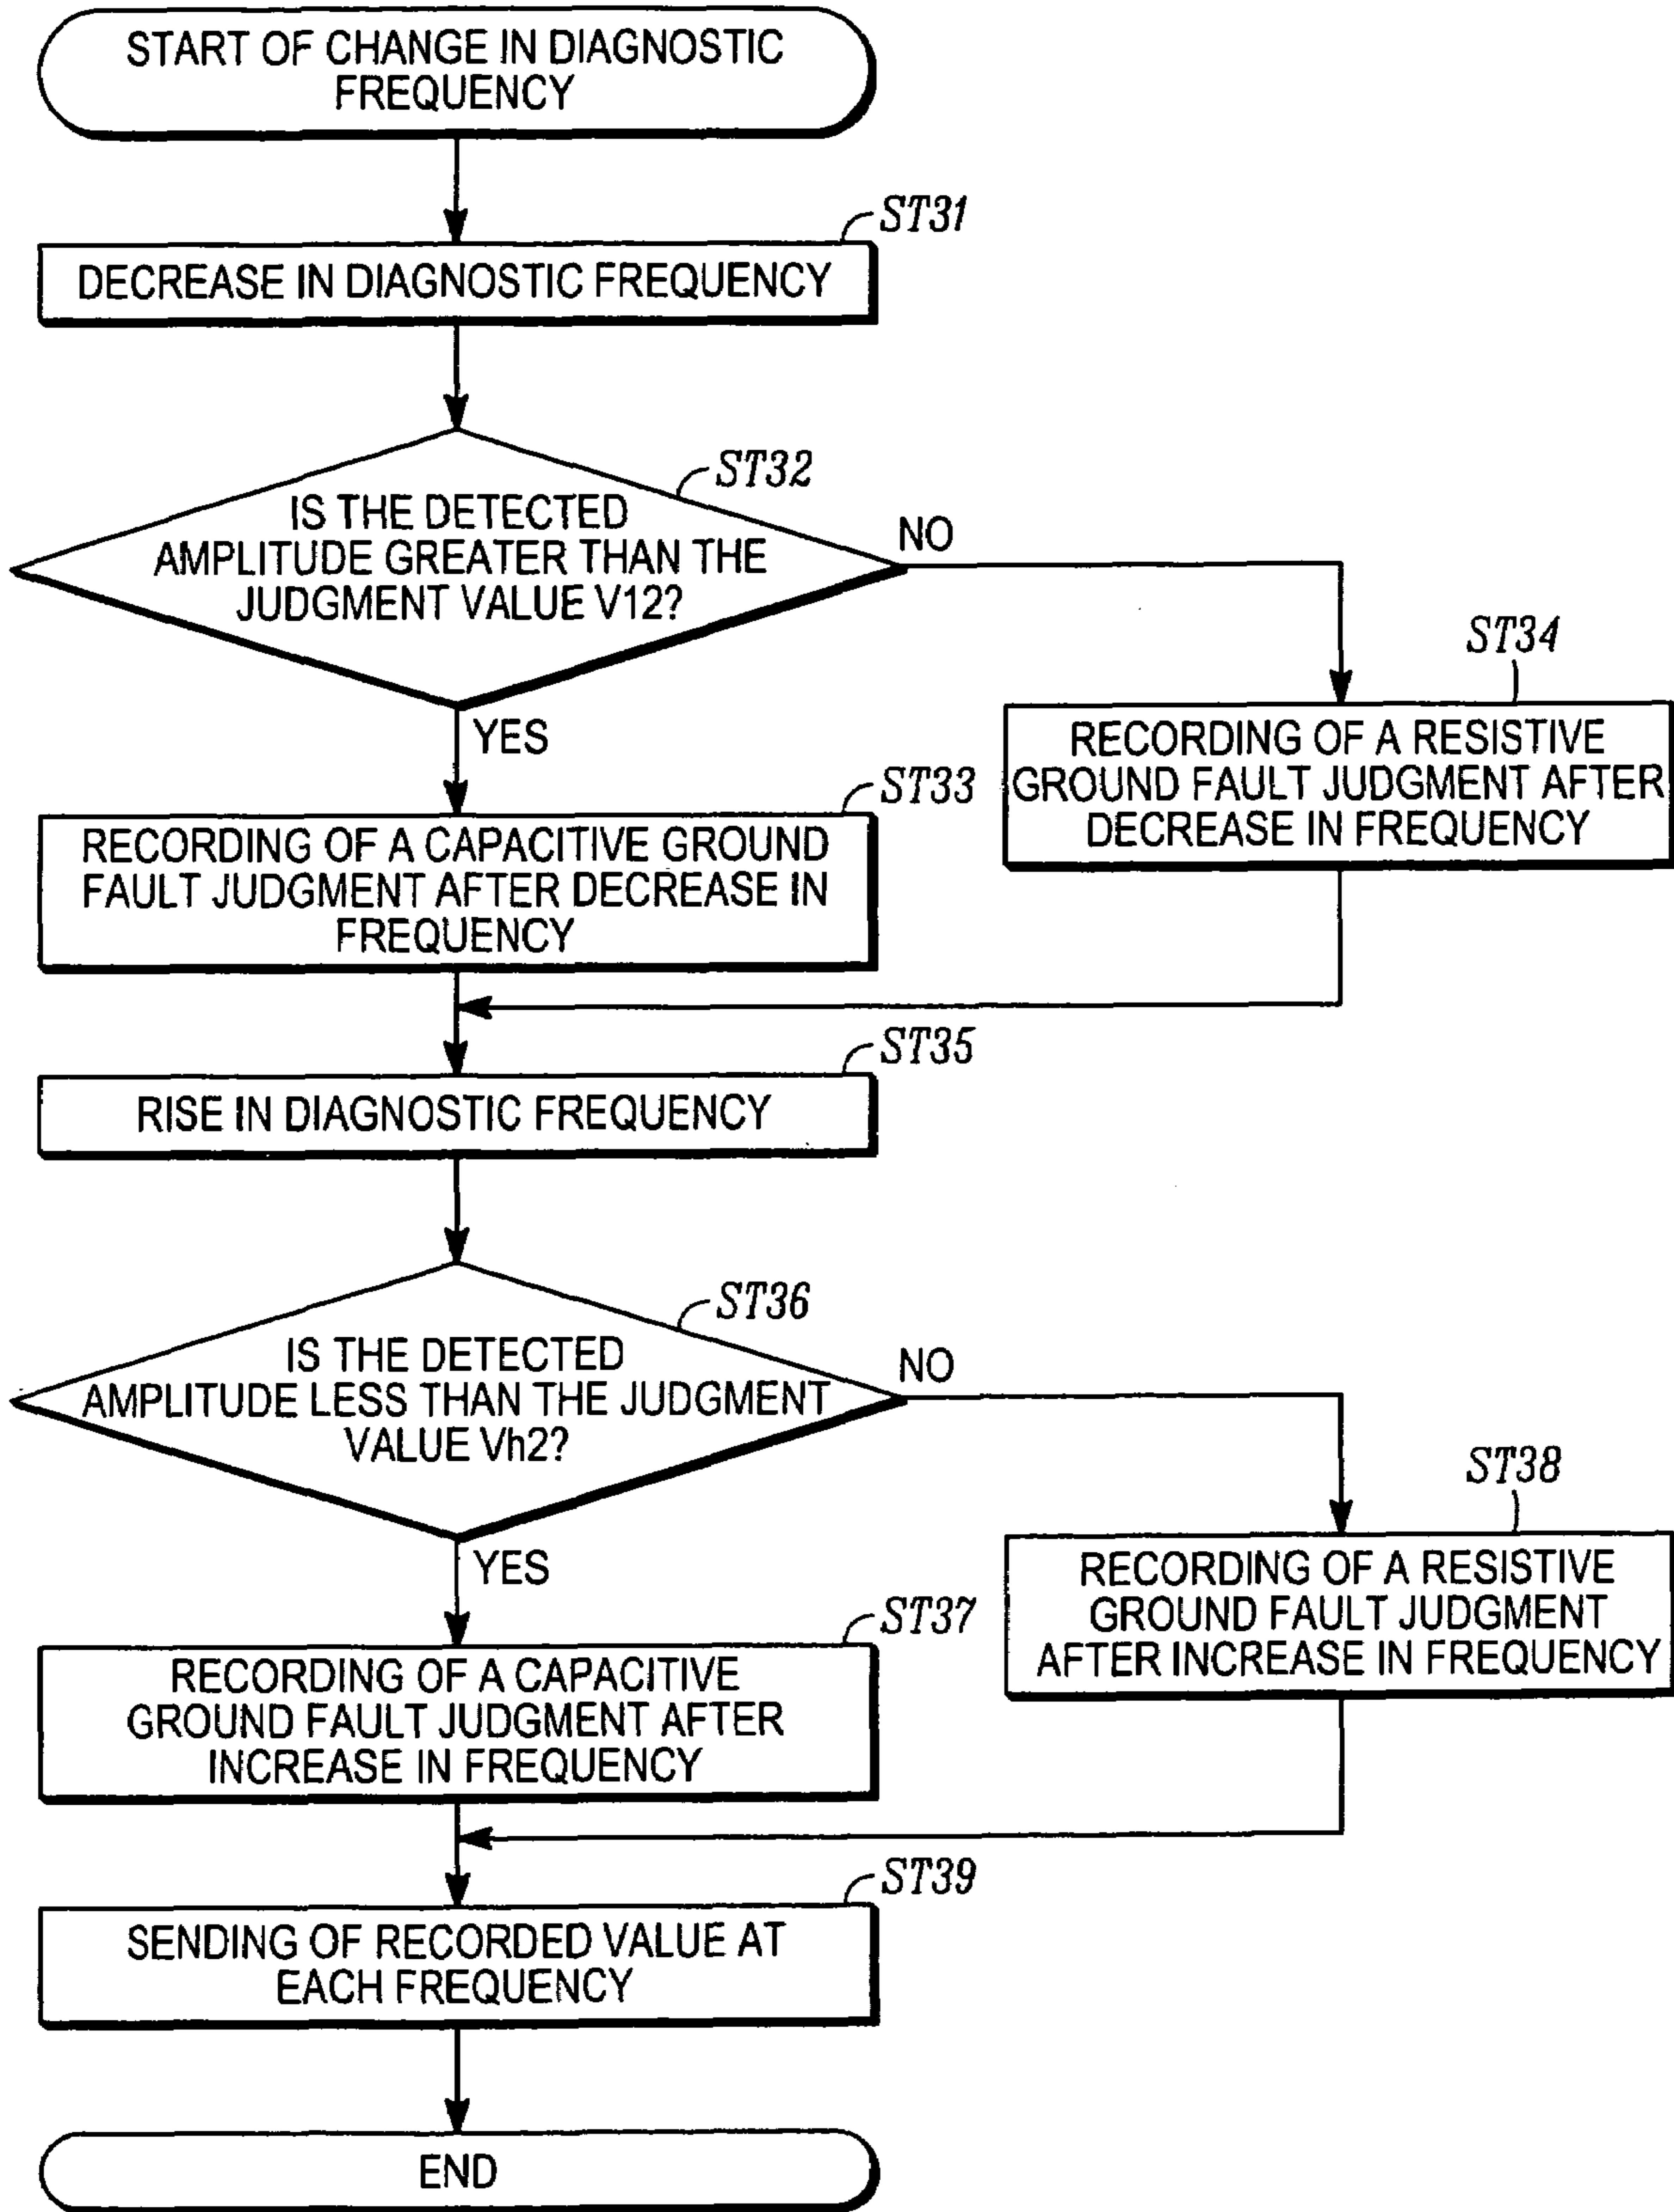 START OF CHANGE IN DIAGNOSTIC
FREQUENCY
ST31
DECREASE IN DIAGNOSTIC FREQUENCY
ST32
IS THE DETECTED
AMPLITUDE GREATER THAN THE
JUDGMENT VALUE V12?
NO
YES
ST34
RECORDING OF A RESISTIVE
GROUND FAULT JUDGMENT AFTER
DECREASE IN FREQUENCY
ST33
RECORDING OF A CAPACITIVE GROUND
FAULT JUDGMENT AFTER DECREASE IN
FREQUENCY
ST35
RISE IN DIAGNOSTIC FREQUENCY
ST36
IS THE DETECTED
AMPLITUDE LESS THAN THE JUDGMENT
VALUE Vh2?
NO
YES
ST38
RECORDING OF A RESISTIVE
GROUND FAULT JUDGMENT
AFTER INCREASE IN FREQUENCY
ST37
RECORDING OF A CAPACITIVE
GROUND FAULT JUDGMENT AFTER
INCREASE IN FREQUENCY
ST39
SENDING OF RECORDED VALUE AT
EACH FREQUENCY
END